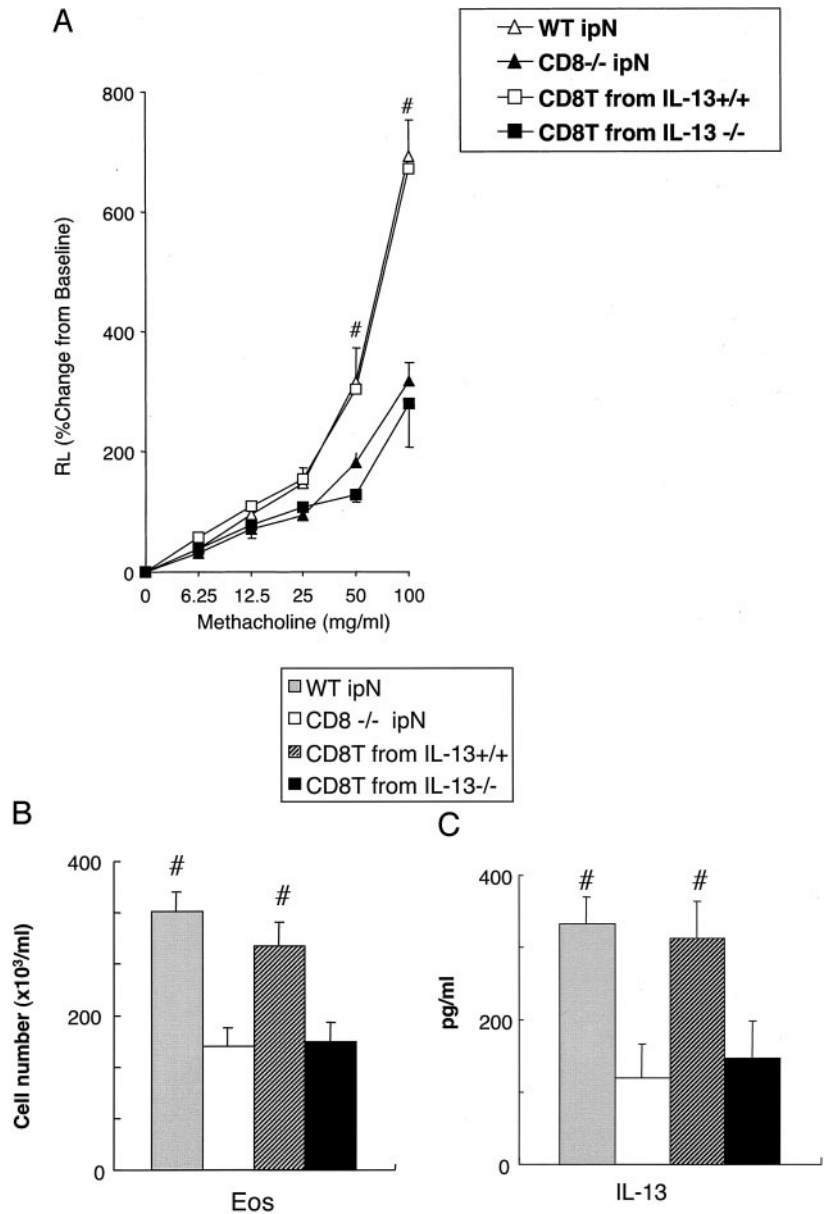 A
WT ipN
CD8-/- ipN
CD8T from IL-13+/+
CD8T from IL-13 -/-
800
600
400
200
0
#
#
RL (%Change from Baseline)
0 6.25 12.5 25 50 100
Methacholine (mg/ml)
WT ipN
CD8 -/- ipN
CD8T from IL-13+/+
CD8T from IL-13-/-
B
400
200
0
# #
Cell number (x10³/ml)
Eos
C
400
200
0
# #
pg/ml
IL-13